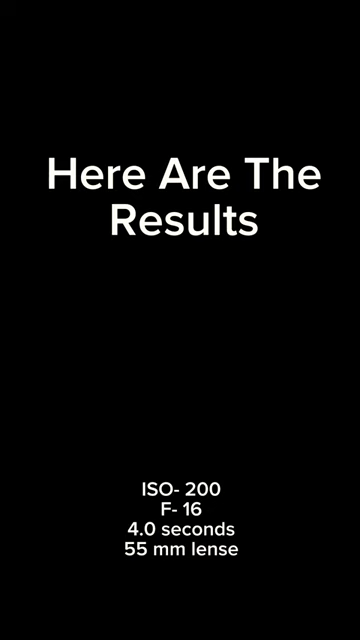 Here Are The
Results
ISO- 200
F- 16
4.0 seconds
55 mm lense